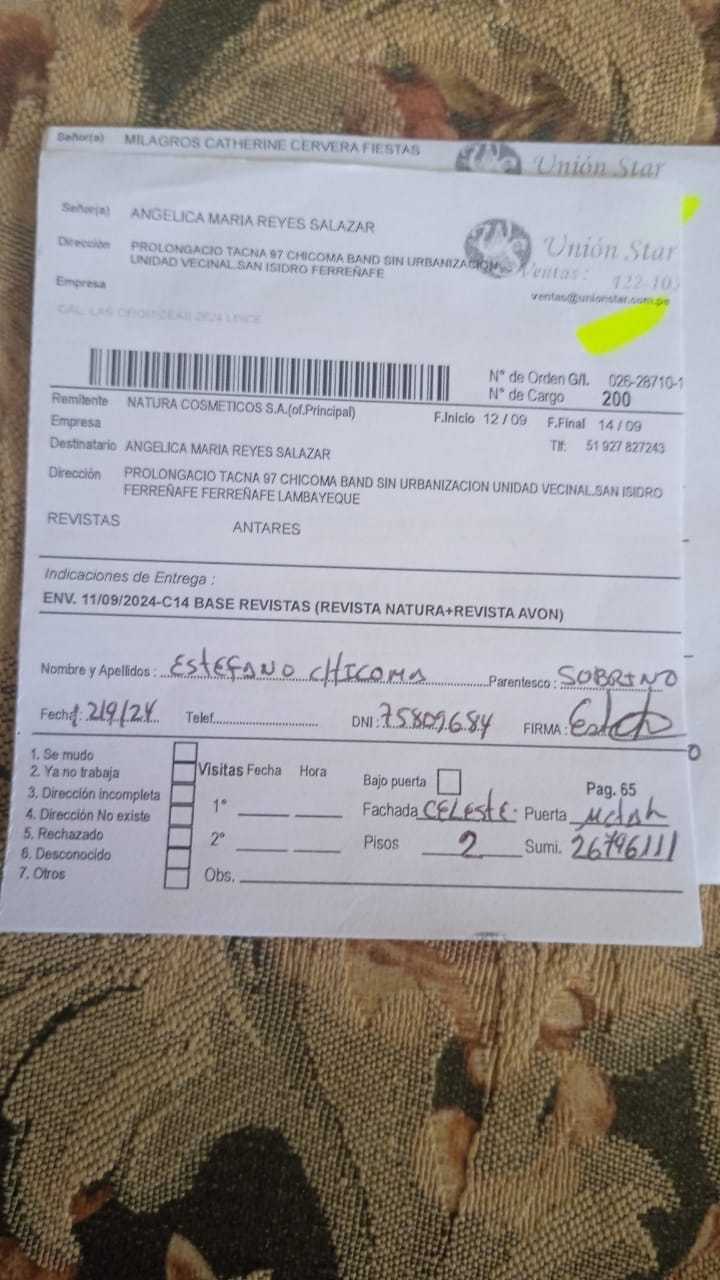 Señor(a) MILAGROS CATHERINE CERVERA FIESTAS
Unión Star
Señor(a) ANGELICA MARIA REYES SALAZAR
Dirección PROLONGACIO TACNA 97 CHICOMA BAND SIN URBANIZACION
UNIDAD VECINAL.SAN ISIDRO FERREÑAFE
Unión Star
Ventas: 122-103
ventas@unionstar.com.pe
Empresa
N° de Orden G/I. 026-28710-1
N° de Cargo 200
Remitente NATURA COSMETICOS S.A.(of.Principal)
F.Inicio 12 / 09 F.Final 14 / 09
Empresa
Tlf: 51 927 827243
Destinatario ANGELICA MARIA REYES SALAZAR
Dirección PROLONGACIO TACNA 97 CHICOMA BAND SIN URBANIZACION UNIDAD VECINAL.SAN ISIDRO
FERREÑAFE FERREÑAFE LAMBAYEQUE
REVISTAS ANTARES
Indicaciones de Entrega :
ENV. 11/09/2024-C14 BASE REVISTAS (REVISTA NATURA+REVISTA AVON)
Nombre y Apellidos : ESTEFANO CHICOMA Parentesco : SOBRINO
Fecha: 2/9/24 Telef. DNI : 75809684 FIRMA :
1. Se mudo
2. Ya no trabaja
3. Dirección incompleta
4. Dirección No existe
5. Rechazado
6. Desconocido
7. Otros
Visitas Fecha Hora
1°
2°
Obs.
Bajo puerta Pag. 65
Fachada CELESTE. Puerta
Pisos 2 Sumi. 26796111